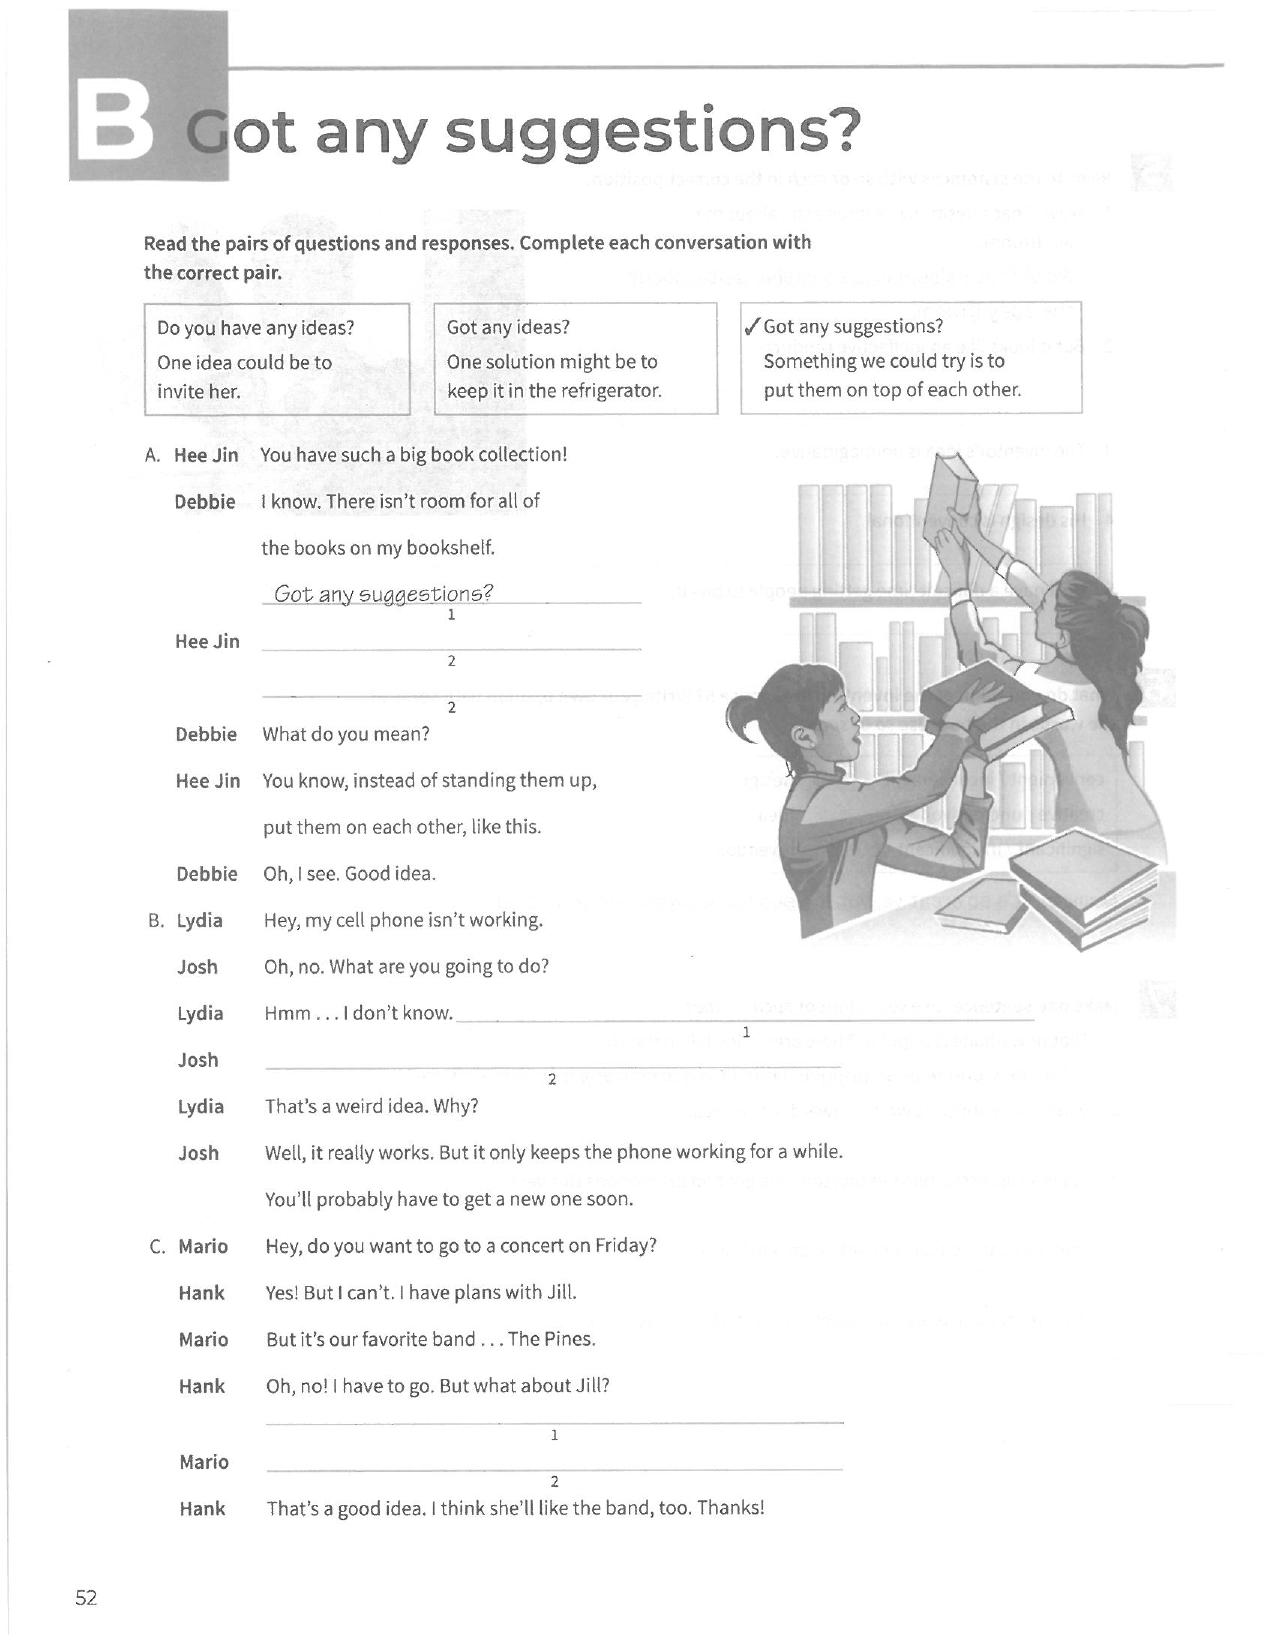 B Got any suggestions?
Read the pairs of questions and responses. Complete each conversation with
the correct pair.
Do you have any ideas?
One idea could be to
invite her.
Got any ideas?
One solution might be to
keep it in the refrigerator.
✓Got any suggestions?
Something we could try is to
put them on top of each other.
A. Hee Jin You have such a big book collection!
Debbie I know. There isn't room for all of
the books on my bookshelf.
Got any suggestions?
1
Hee Jin
2
2
Debbie What do you mean?
Hee Jin You know, instead of standing them up,
put them on each other, like this.
Debbie Oh, I see. Good idea.
B. Lydia Hey, my cell phone isn't working.
Josh Oh, no. What are you going to do?
Lydia Hmm . . . I don't know.
1
Josh
2
Lydia That's a weird idea. Why?
Josh Well, it really works. But it only keeps the phone working for a while.
You'll probably have to get a new one soon.
C. Mario Hey, do you want to go to a concert on Friday?
Hank Yes! But I can't. I have plans with Jill.
Mario But it's our favorite band . . . The Pines.
Hank Oh, no! I have to go. But what about Jill?
1
Mario
2
Hank That's a good idea. I think she'll like the band, too. Thanks!
52